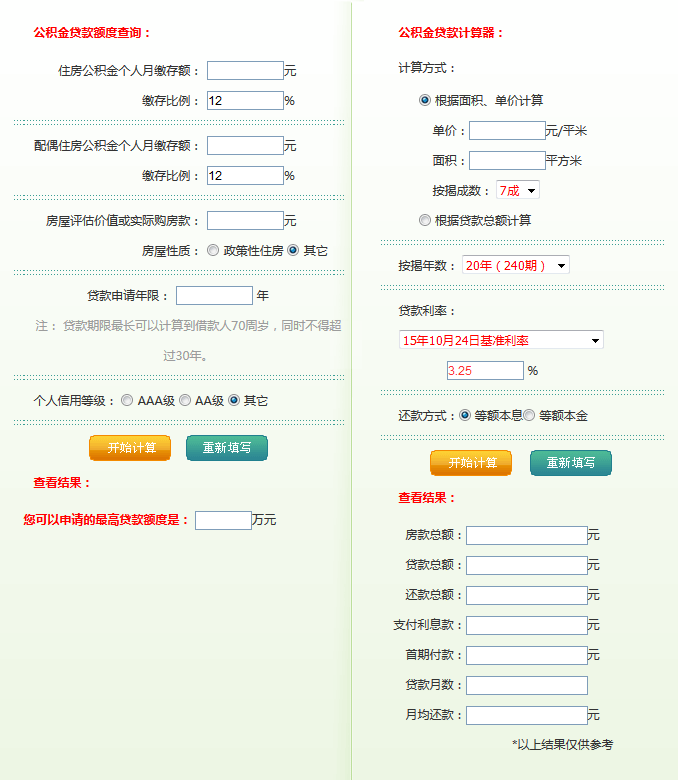 公积金贷款额度查询：
住房公积金个人月缴存额： 元
缴存比例： 12 %
配偶住房公积金个人月缴存额： 元
缴存比例： 12 %
房屋评估价值或实际购房款： 元
房屋性质： 政策性住房 其它
贷款申请年限： 年
注： 贷款期限最长可以计算到借款人70周岁，同时不得超
过30年。
个人信用等级： AAA级 AA级 其它
开始计算 重新填写
查看结果：
您可以申请的最高贷款额度是： 万元
公积金贷款计算器：
计算方式：
根据面积、单价计算
单价： 元/平米
面积： 平方米
按揭成数： 7成
根据贷款总额计算
按揭年数： 20年（240期）
贷款利率：
15年10月24日基准利率
3.25 %
还款方式： 等额本息 等额本金
开始计算 重新填写
查看结果：
房款总额： 元
贷款总额： 元
还款总额： 元
支付利息款： 元
首期付款： 元
贷款月数：
月均还款： 元
*以上结果仅供参考